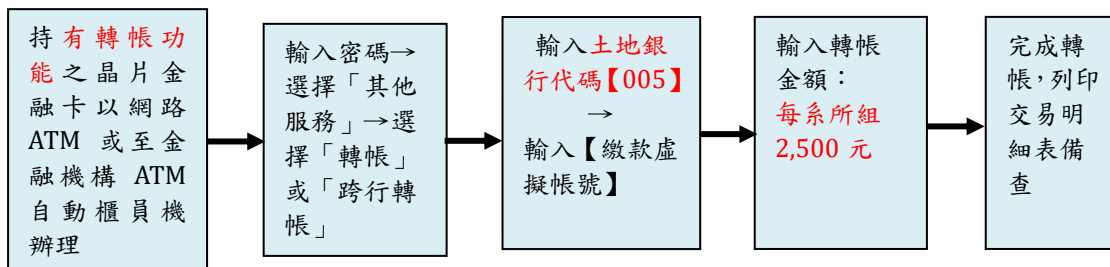 持有轉帳功
能之晶片金
融卡以網路
ATM 或至金
融機構 ATM
自動櫃員機
辦理
輸入密碼→
選擇「其他
服務」→選
擇「轉帳」
或「跨行轉
帳」
輸入土地銀
行代碼【005】
→
輸入【繳款虛
擬帳號】
輸入轉帳
金額：
每系所組
2,500 元
完成轉
帳，列印
交易明
細表備
查